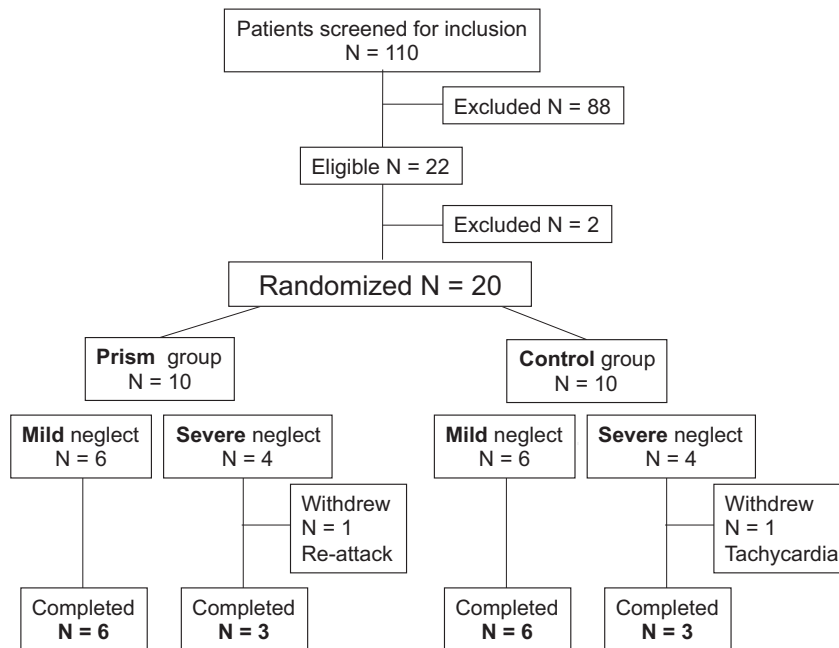 Patients screened for inclusion
N = 110
Excluded N = 88
Eligible N = 22
Excluded N = 2
Randomized N = 20
Prism group
N = 10
Control group
N = 10
Mild neglect
N = 6
Severe neglect
N = 4
Mild neglect
N = 6
Severe neglect
N = 4
Withdrew
N = 1
Re-attack
Withdrew
N = 1
Tachycardia
Completed
N = 6
Completed
N = 3
Completed
N = 6
Completed
N = 3